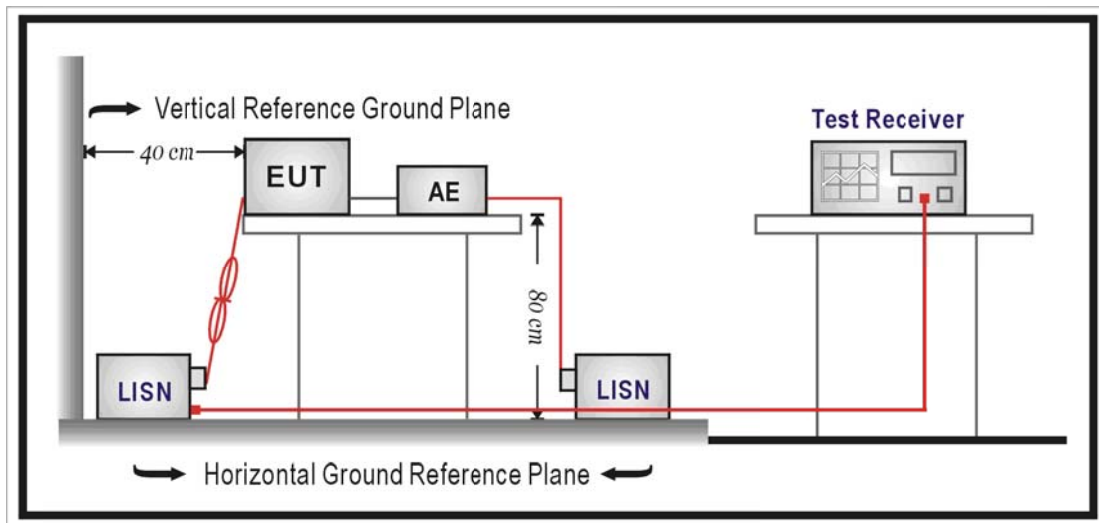 Vertical Reference Ground Plane
40 cm
EUT
AE
Test Receiver
80 cm
LISN
LISN
Horizontal Ground Reference Plane